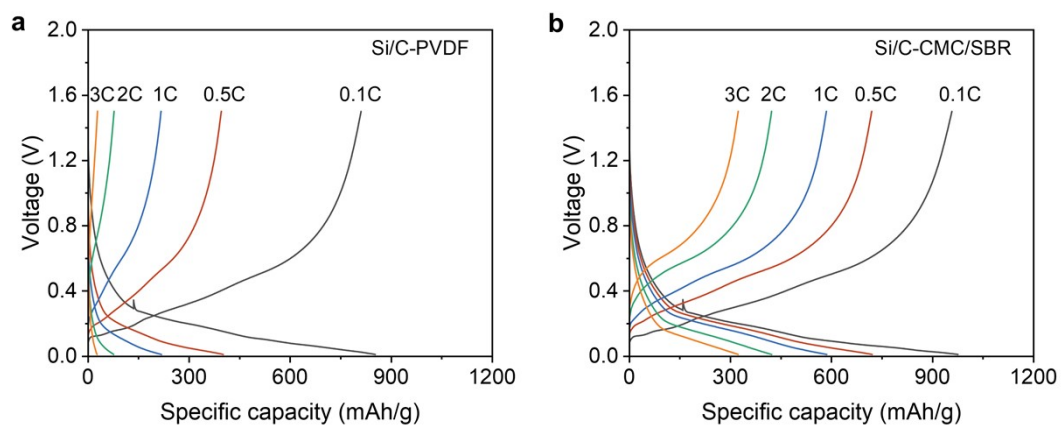 a
Si/C-PVDF
3C 2C 1C 0.5C 0.1C
Voltage (V)
2.0
1.6
1.2
0.8
0.4
0.0
0 300 600 900 1200
Specific capacity (mAh/g)
b
Si/C-CMC/SBR
3C 2C 1C 0.5C 0.1C
Voltage (V)
2.0
1.6
1.2
0.8
0.4
0.0
0 300 600 900 1200
Specific capacity (mAh/g)